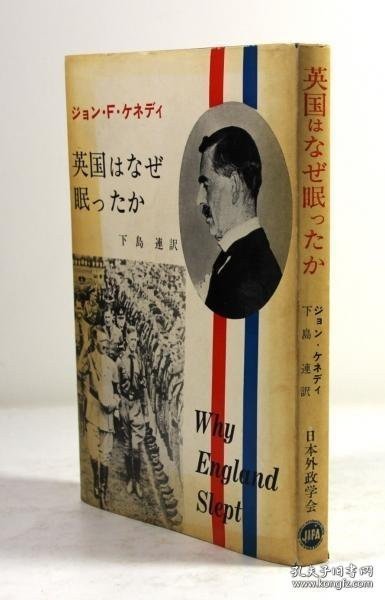 ジョン・F・ケネディ
英国はなぜ
眠ったか
下島 連訳
Why
England
Slept
英国はなぜ眠ったか
ジョン・ケネディ
下島 連訳
日本外政学会
JIFA
孔夫子旧书网